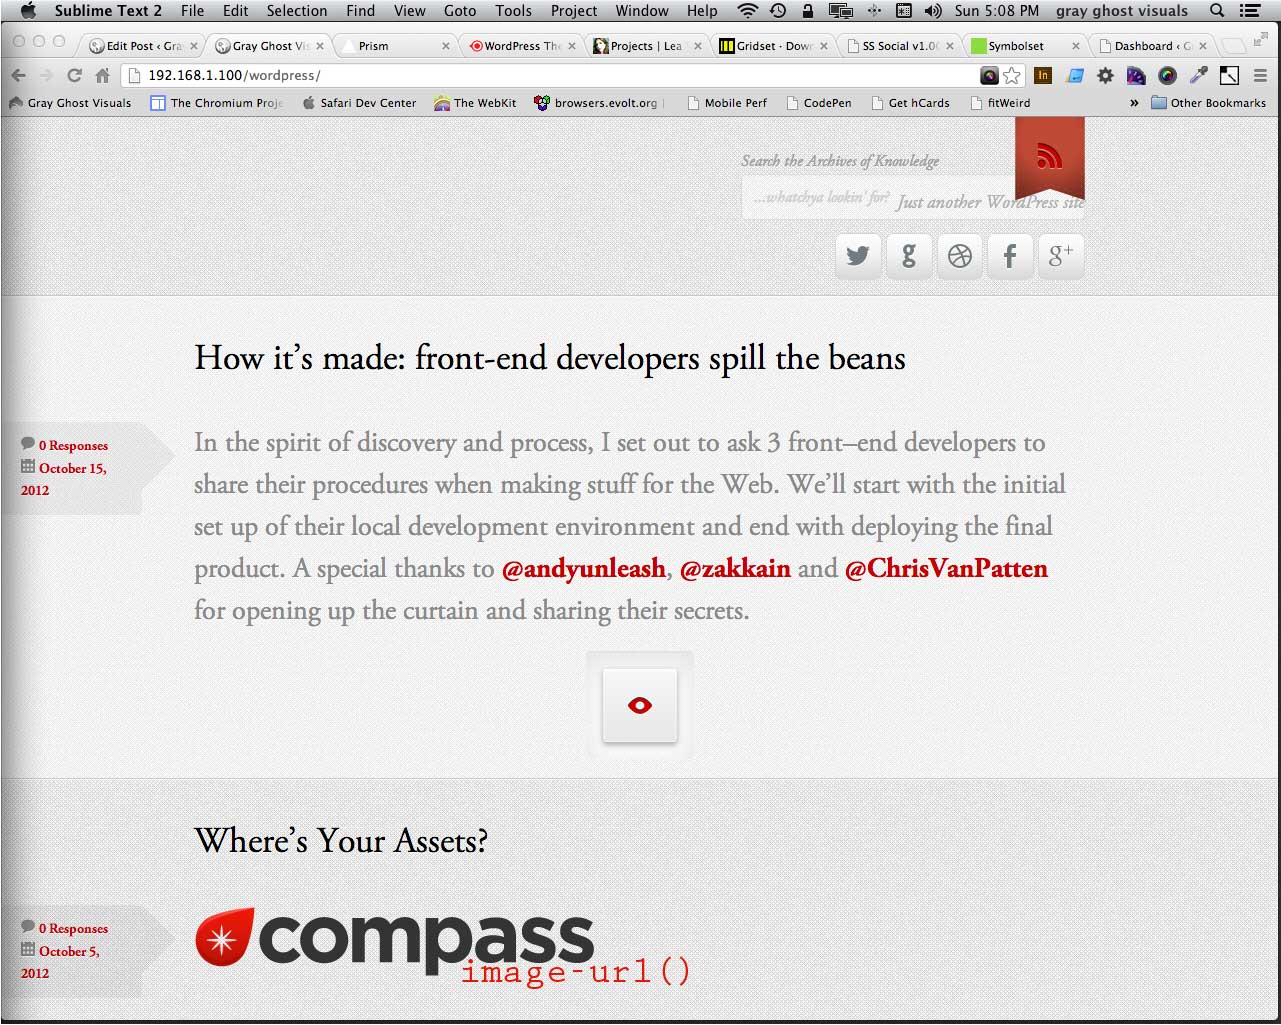 Sublime Text 2 File Edit Selection Find View Goto Tools Project Window Help Sun 5:08 PM gray ghost visuals
Edit Post ‹ Gra Gray Ghost Vis Prism WordPress The Projects | Lea Gridset · Dow SS Social v1.0 Symbolset Dashboard ‹ G
192.168.1.100/wordpress/
Gray Ghost Visuals The Chromium Proje Safari Dev Center The WebKit browsers.evolt.org | Mobile Perf CodePen Get hCards fitWeird » Other Bookmarks
Search the Archives of Knowledge
...whatchya lookin' for? Just another WordPress site
g f g+
How it’s made: front-end developers spill the beans
0 Responses
October 15,
2012
In the spirit of discovery and process, I set out to ask 3 front–end developers to
share their procedures when making stuff for the Web. We’ll start with the initial
set up of their local development environment and end with deploying the final
product. A special thanks to @andyunleash, @zakkain and @ChrisVanPatten
for opening up the curtain and sharing their secrets.
Where’s Your Assets?
0 Responses
October 5,
2012
compass
image-url()